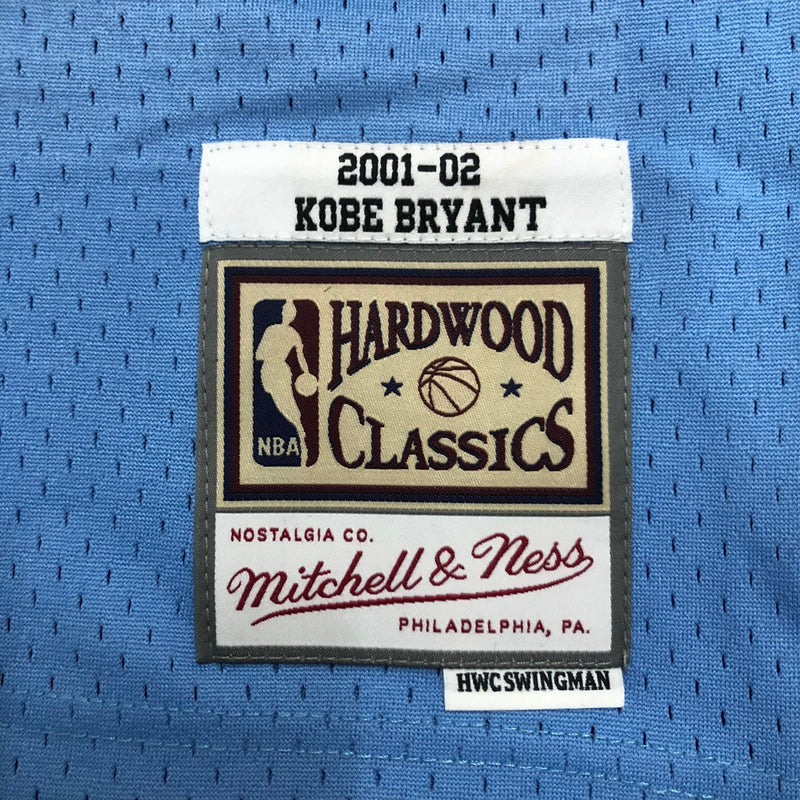 2001-02
KOBE BRYANT
HARDWOOD
CLASSICS
NBA
NOSTALGIA CO.
Mitchell & Ness
PHILADELPHIA, PA.
HWC SWINGMAN